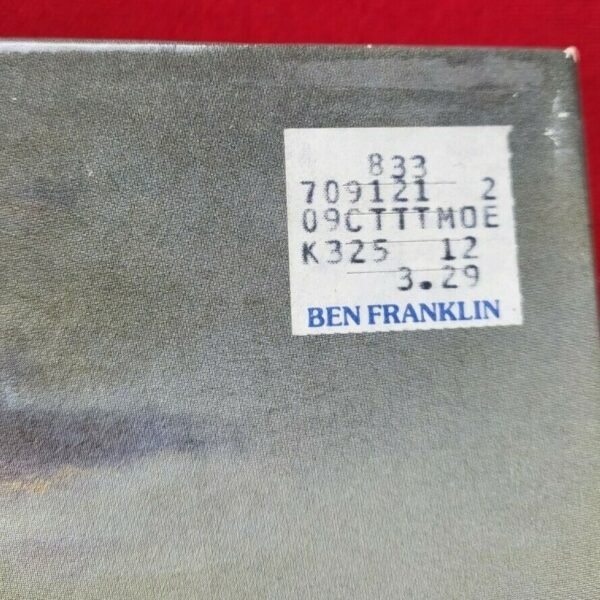 833
709121 2
09CTTTMOE
K325 12
3.29
BEN FRANKLIN